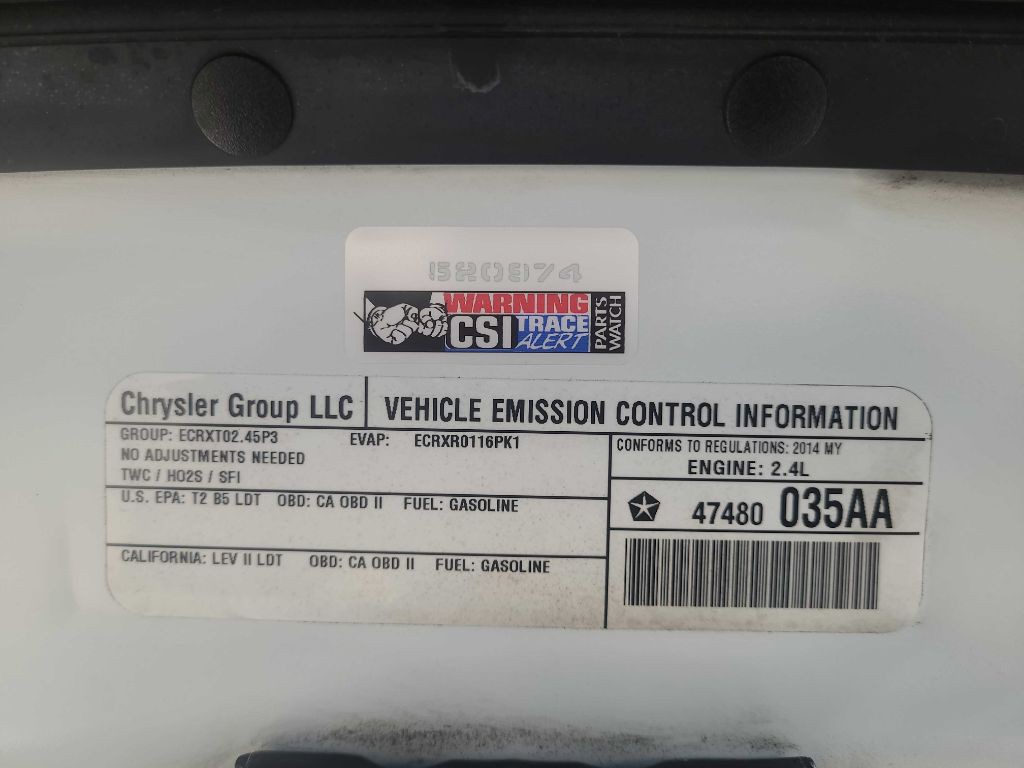 520974
WARNING
CSI TRACE
ALERT
PARTS
WATCH
Chrysler Group LLC VEHICLE EMISSION CONTROL INFORMATION
GROUP: ECRXT02.45P3 EVAP: ECRXR0116PK1
NO ADJUSTMENTS NEEDED
TWC / HO2S / SFI
CONFORMS TO REGULATIONS: 2014 MY
ENGINE: 2.4L
U.S. EPA: T2 B5 LDT OBD: CA OBD II FUEL: GASOLINE
47480 035AA
CALIFORNIA: LEV II LDT OBD: CA OBD II FUEL: GASOLINE